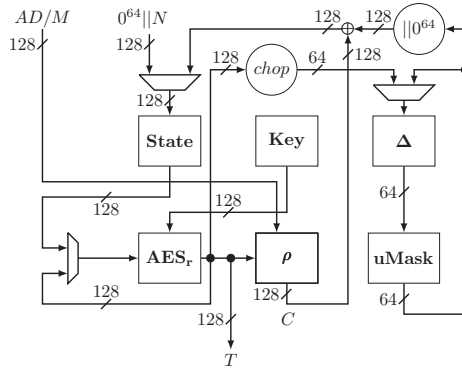 AD/M 0^{64}||N 128 128 ||0^{64}
128 128 128 chop 64 128
128
State Key Δ
128 128 64
AES_r ρ uMask
128 128 128 64
C
T